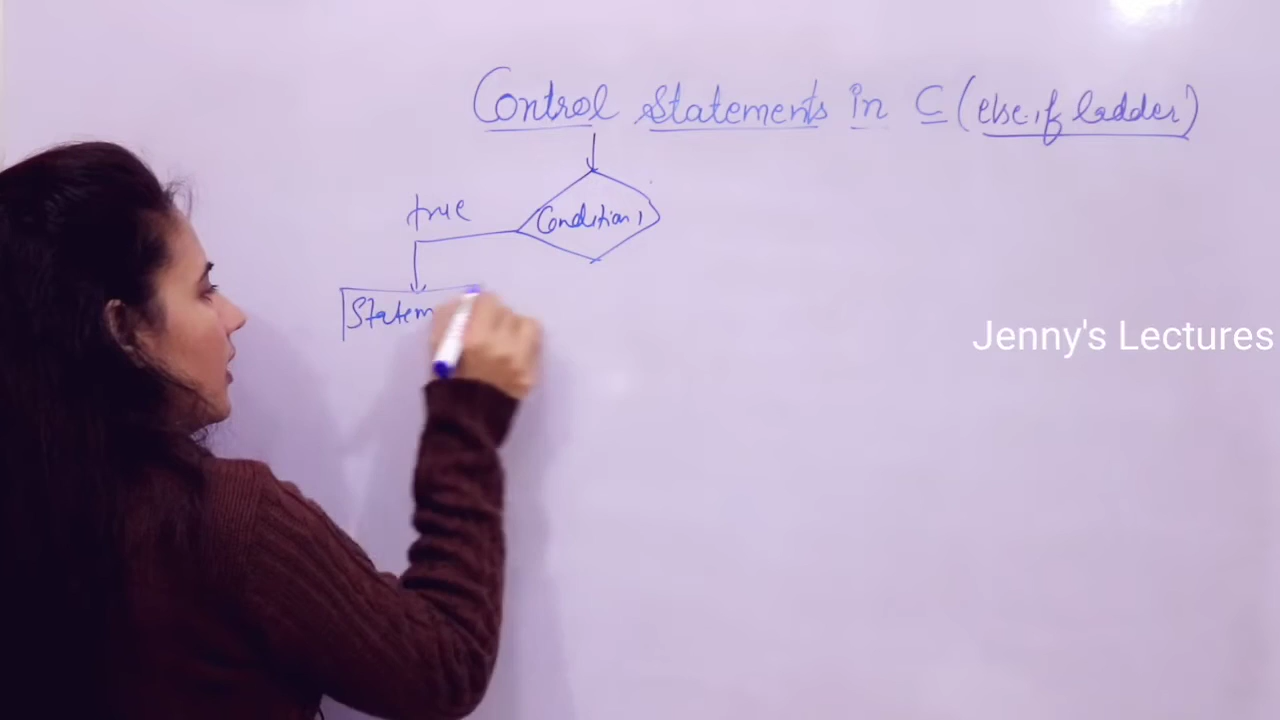 Control Statements in C (else if ladder)
true
Condition 1
Statem
Jenny's Lectures